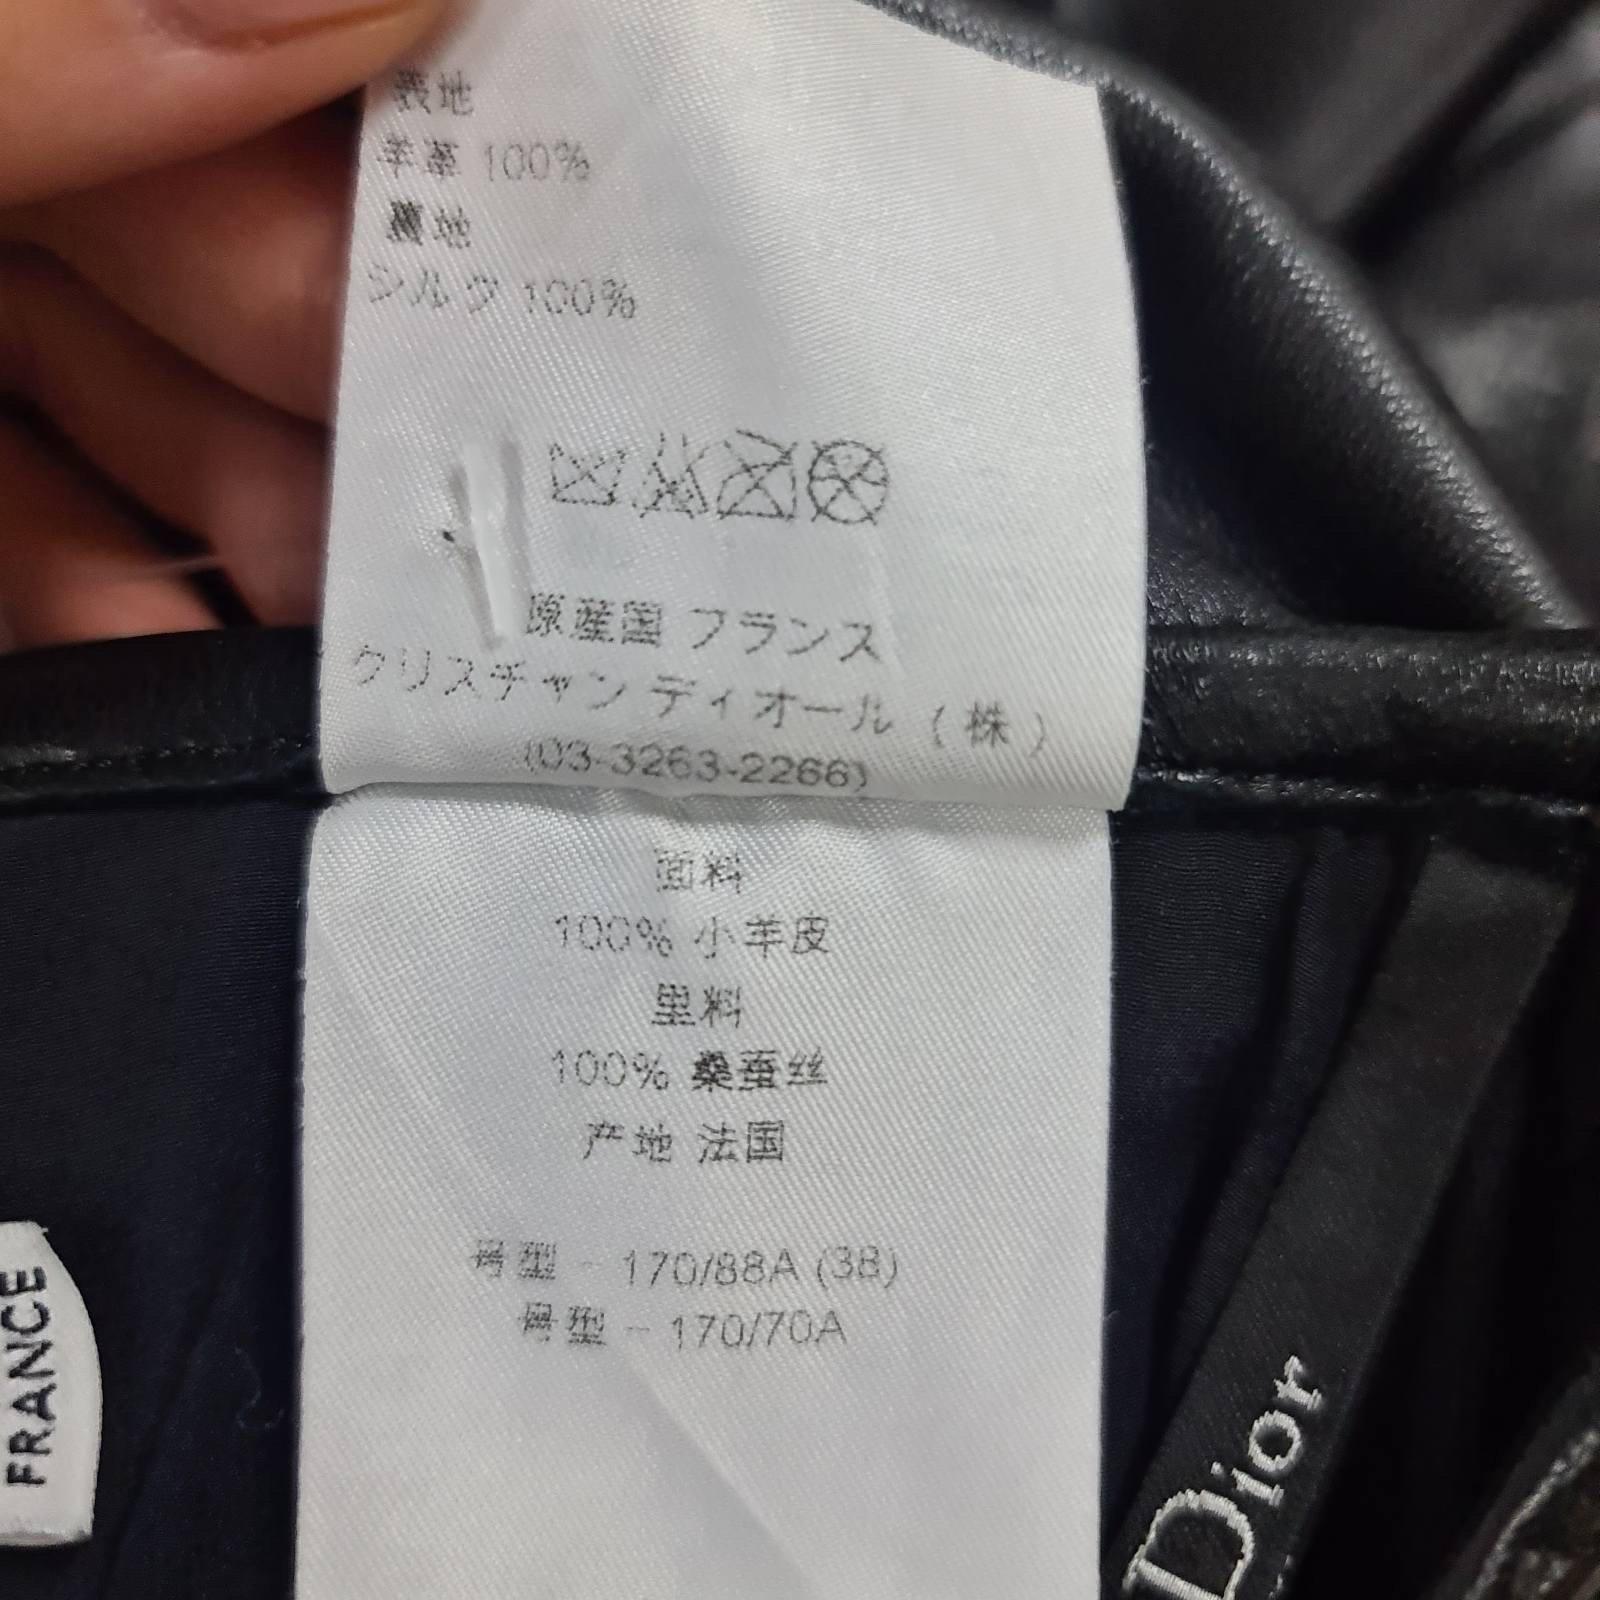 表地
羊革 100%
裏地
シルク 100%
原産国 フランス
クリスチャン ディオール (株)
(03-3263-2266)
面料
100% 小羊皮
里料
100% 桑蚕丝
产地 法国
号型 - 170/88A (38)
号型 - 170/70A
FRANCE
Dior